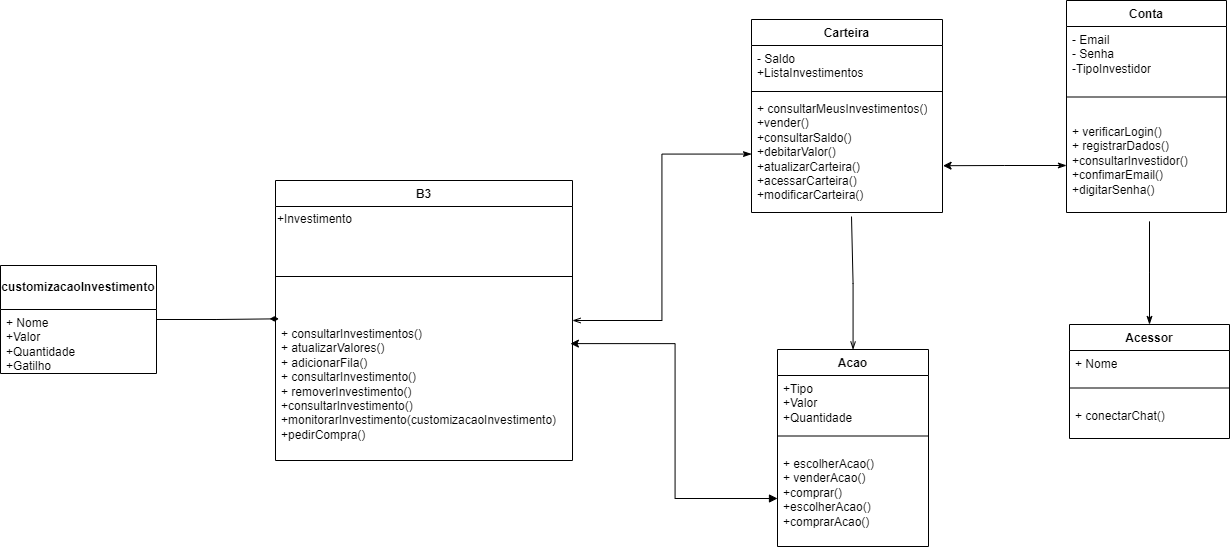 customizacaoInvestimento
+ Nome
+Valor
+Quantidade
+Gatilho
B3
+Investimento
+ consultarInvestimentos()
+ atualizarValores()
+ adicionarFila()
+ consultarInvestimento()
+ removerInvestimento()
+consultarInvestimento()
+monitorarInvestimento(customizacaoInvestimento)
+pedirCompra()
Carteira
- Saldo
+ListaInvestimentos
+ consultarMeusInvestimentos()
+vender()
+consultarSaldo()
+debitarValor()
+atualizarCarteira()
+acessarCarteira()
+modificarCarteira()
Conta
- Email
- Senha
-TipoInvestidor
+ verificarLogin()
+ registrarDados()
+consultarInvestidor()
+confimarEmail()
+digitarSenha()
Acao
+Tipo
+Valor
+Quantidade
+ escolherAcao()
+ venderAcao()
+comprar()
+escolherAcao()
+comprarAcao()
Acessor
+ Nome
+ conectarChat()